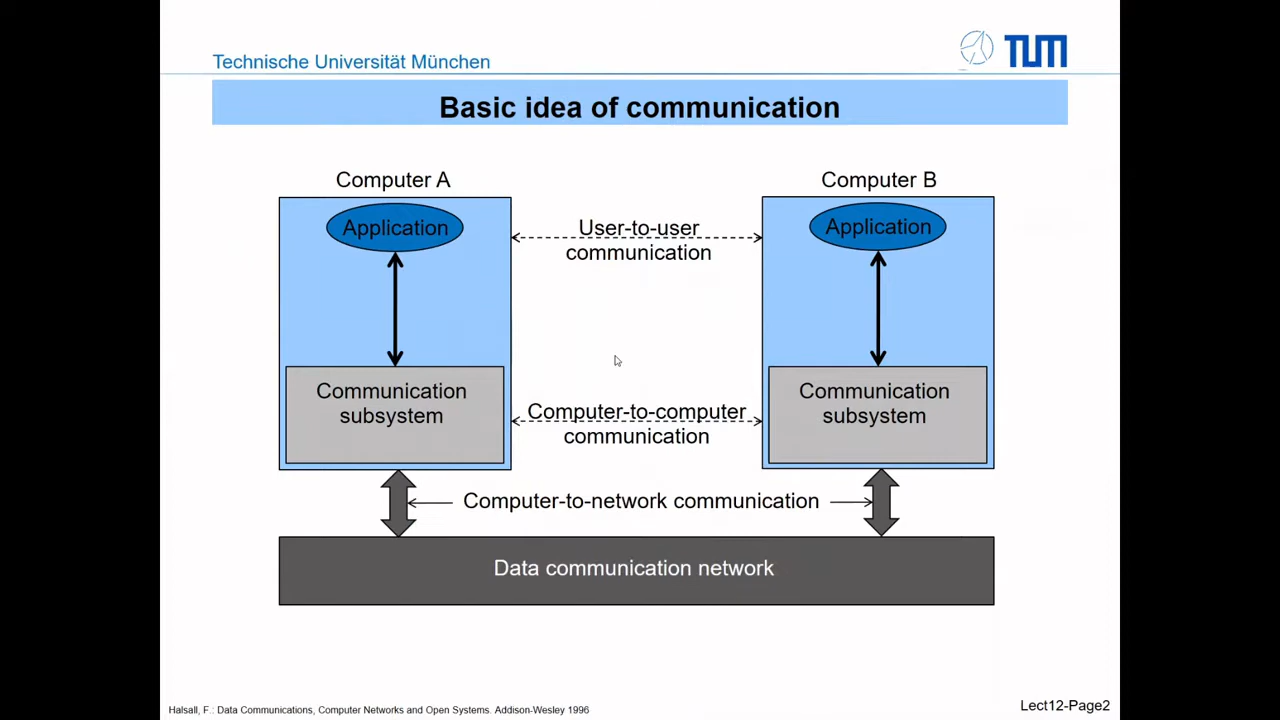 Technische Universität München
TUM
Basic idea of communication
Computer A
Computer B
Application
User-to-user
communication
Application
Communication
subsystem
Computer-to-computer
communication
Communication
subsystem
Computer-to-network communication
Data communication network
Halsall, F.: Data Communications, Computer Networks and Open Systems. Addison-Wesley 1996
Lect12-Page2